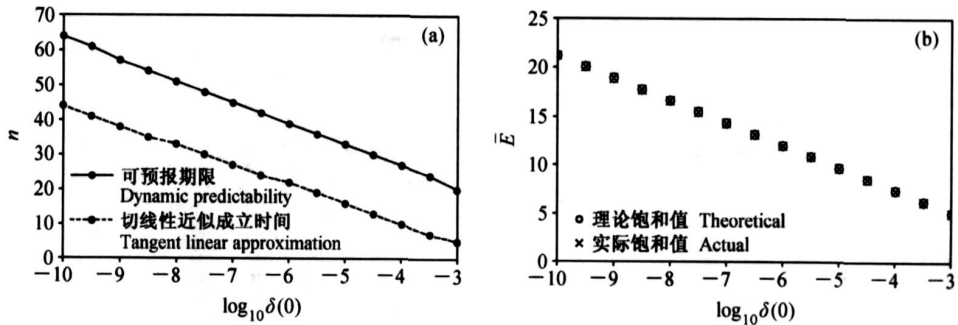 70
60
50
40
30
20
10
0
n
(a)
可预报期限
Dynamic predictability
切线性近似成立时间
Tangent linear approximation
−10 −9 −8 −7 −6 −5 −4 −3
log₁₀δ(0)
25
20
15
10
5
0
E̅
(b)
理论饱和值 Theoretical
实际饱和值 Actual
−10 −9 −8 −7 −6 −5 −4 −3
log₁₀δ(0)